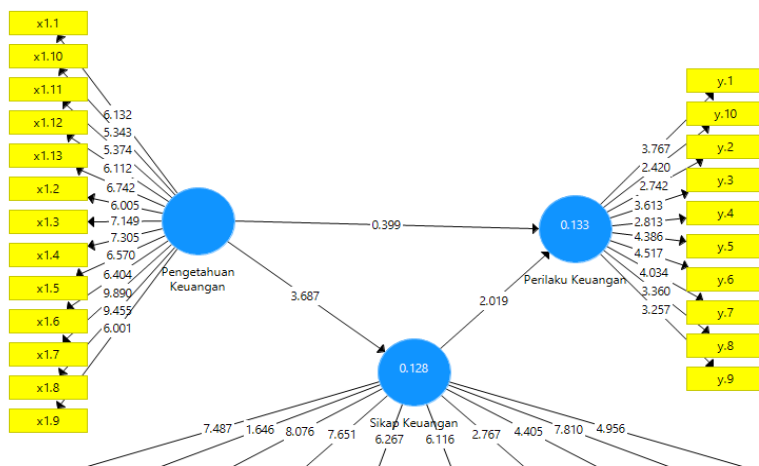 x1.1
x1.10
x1.11
x1.12
x1.13
x1.2
x1.3
x1.4
x1.5
x1.6
x1.7
x1.8
x1.9
6.132
5.343
5.374
6.112
6.742
6.005
7.149
7.305
6.570
6.404
9.890
9.455
6.001
Pengetahuan
Keuangan
0.399
3.687
2.019
0.133
Perilaku Keuangan
3.767
2.420
2.742
3.613
2.813
4.386
4.517
4.034
3.360
3.257
y.1
y.10
y.2
y.3
y.4
y.5
y.6
y.7
y.8
y.9
0.128
Sikap Keuangan
7.487
1.646
8.076
7.651
6.267
6.116
2.767
4.405
7.810
4.956